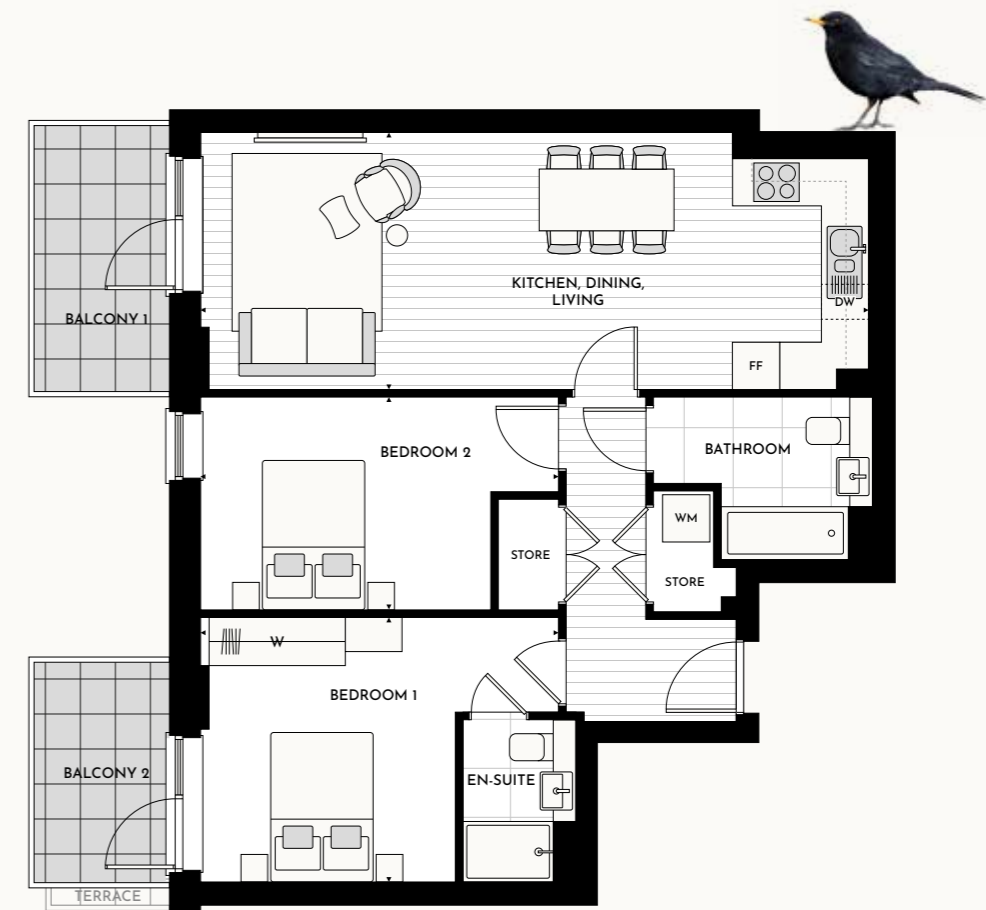 KITCHEN, DINING,
LIVING
DW
BALCONY 1
FF
BEDROOM 2
BATHROOM
WM
STORE
STORE
W
BEDROOM 1
BALCONY 2
EN-SUITE
TERRACE